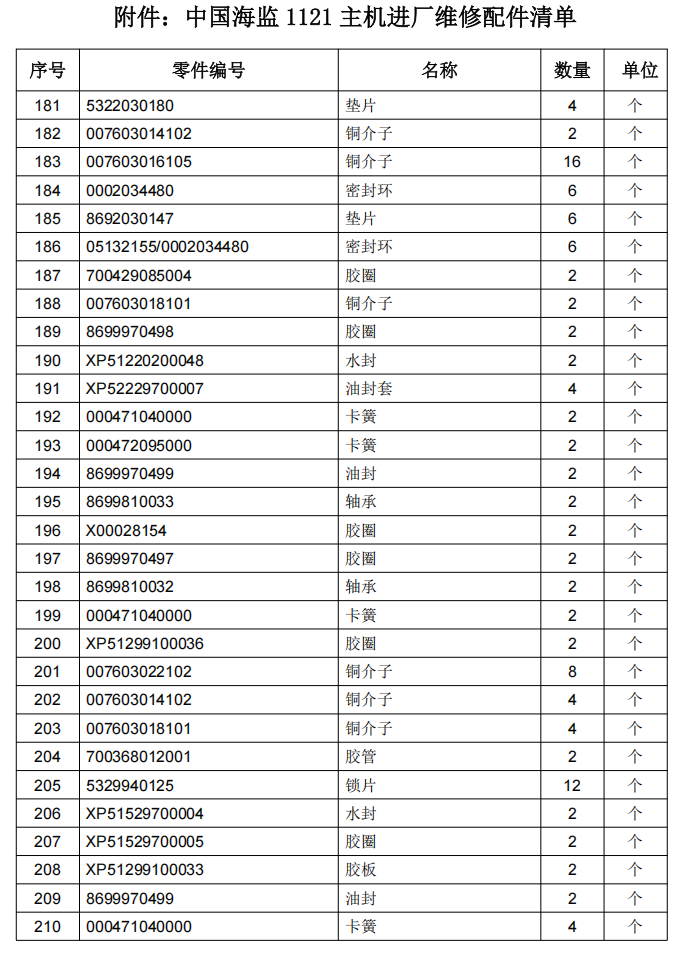 附件：中国海监 1121 主机进厂维修配件清单
序号 零件编号 名称 数量 单位
181 5322030180 垫片 4 个
182 007603014102 铜介子 2 个
183 007603016105 铜介子 16 个
184 0002034480 密封环 6 个
185 8692030147 垫片 6 个
186 05132155/0002034480 密封环 6 个
187 700429085004 胶圈 2 个
188 007603018101 铜介子 2 个
189 8699970498 胶圈 2 个
190 XP51220200048 水封 2 个
191 XP52229700007 油封套 4 个
192 000471040000 卡簧 2 个
193 000472095000 卡簧 2 个
194 8699970499 油封 2 个
195 8699810033 轴承 2 个
196 X00028154 胶圈 2 个
197 8699970497 胶圈 2 个
198 8699810032 轴承 2 个
199 000471040000 卡簧 2 个
200 XP51299100036 胶圈 2 个
201 007603022102 铜介子 8 个
202 007603014102 铜介子 4 个
203 007603018101 铜介子 4 个
204 700368012001 胶管 2 个
205 5329940125 锁片 12 个
206 XP51529700004 水封 2 个
207 XP51529700005 胶圈 2 个
208 XP51299100033 胶板 2 个
209 8699970499 油封 2 个
210 000471040000 卡簧 4 个